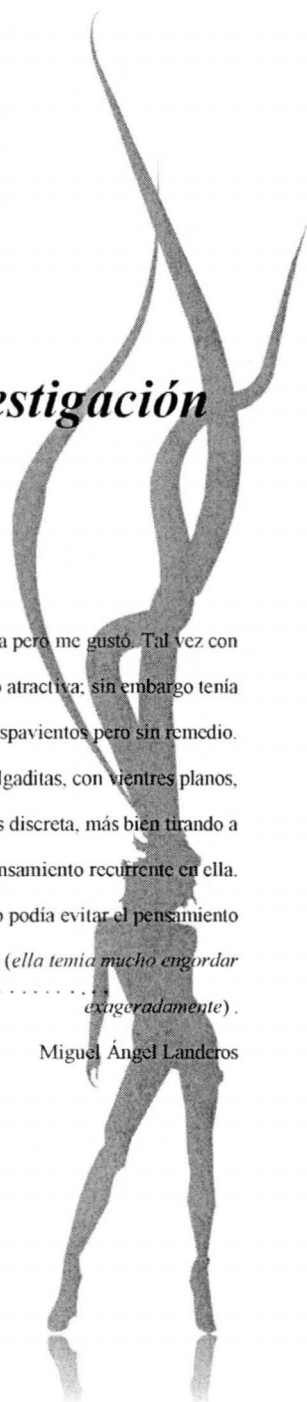 estigación
a pero me gustó. Tal vez con
atractiva; sin embargo tenía
spavientos pero sin remedio.
lgaditas, con vientres planos,
s discreta, más bien tirando a
nsamiento recurrente en ella.
o podía evitar el pensamiento
(ella temía mucho engordar
. . . . . . . . . .
exageradamente) .
Miguel Ángel Landeros